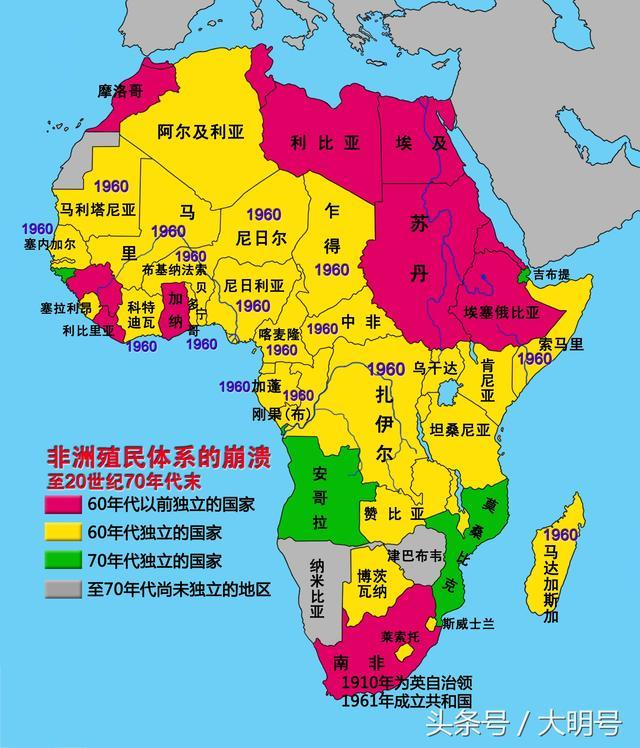 摩洛哥
阿尔及利亚
利比亚
埃及
1960
马利塔尼亚
马
里
1960
1960
尼日尔
乍
得
1960
苏
丹
1960
塞内加尔
1960
布基纳法索
尼日利亚
1960
吉布提
埃塞俄比亚
塞拉利昂
利比里亚
科特
迪瓦
1960
加
纳
多
哥
贝
宁
1960
喀麦隆
1960
1960
中非
索马里
1960
乌干达
肯
尼
亚
1960
加蓬
1960
刚果(布)
1960
扎
伊
尔
坦桑尼亚
非洲殖民体系的崩溃
至20世纪70年代末
60年代以前独立的国家
60年代独立的国家
70年代独立的国家
至70年代尚未独立的地区
安
哥
拉
赞比亚
莫
桑
比
克
1960
马
达
加
斯
加
纳
米
比
亚
津巴布韦
博茨
瓦纳
斯威士兰
莱索托
南非
1910年为英自治领
1961年成立共和国
头条号 / 大明号